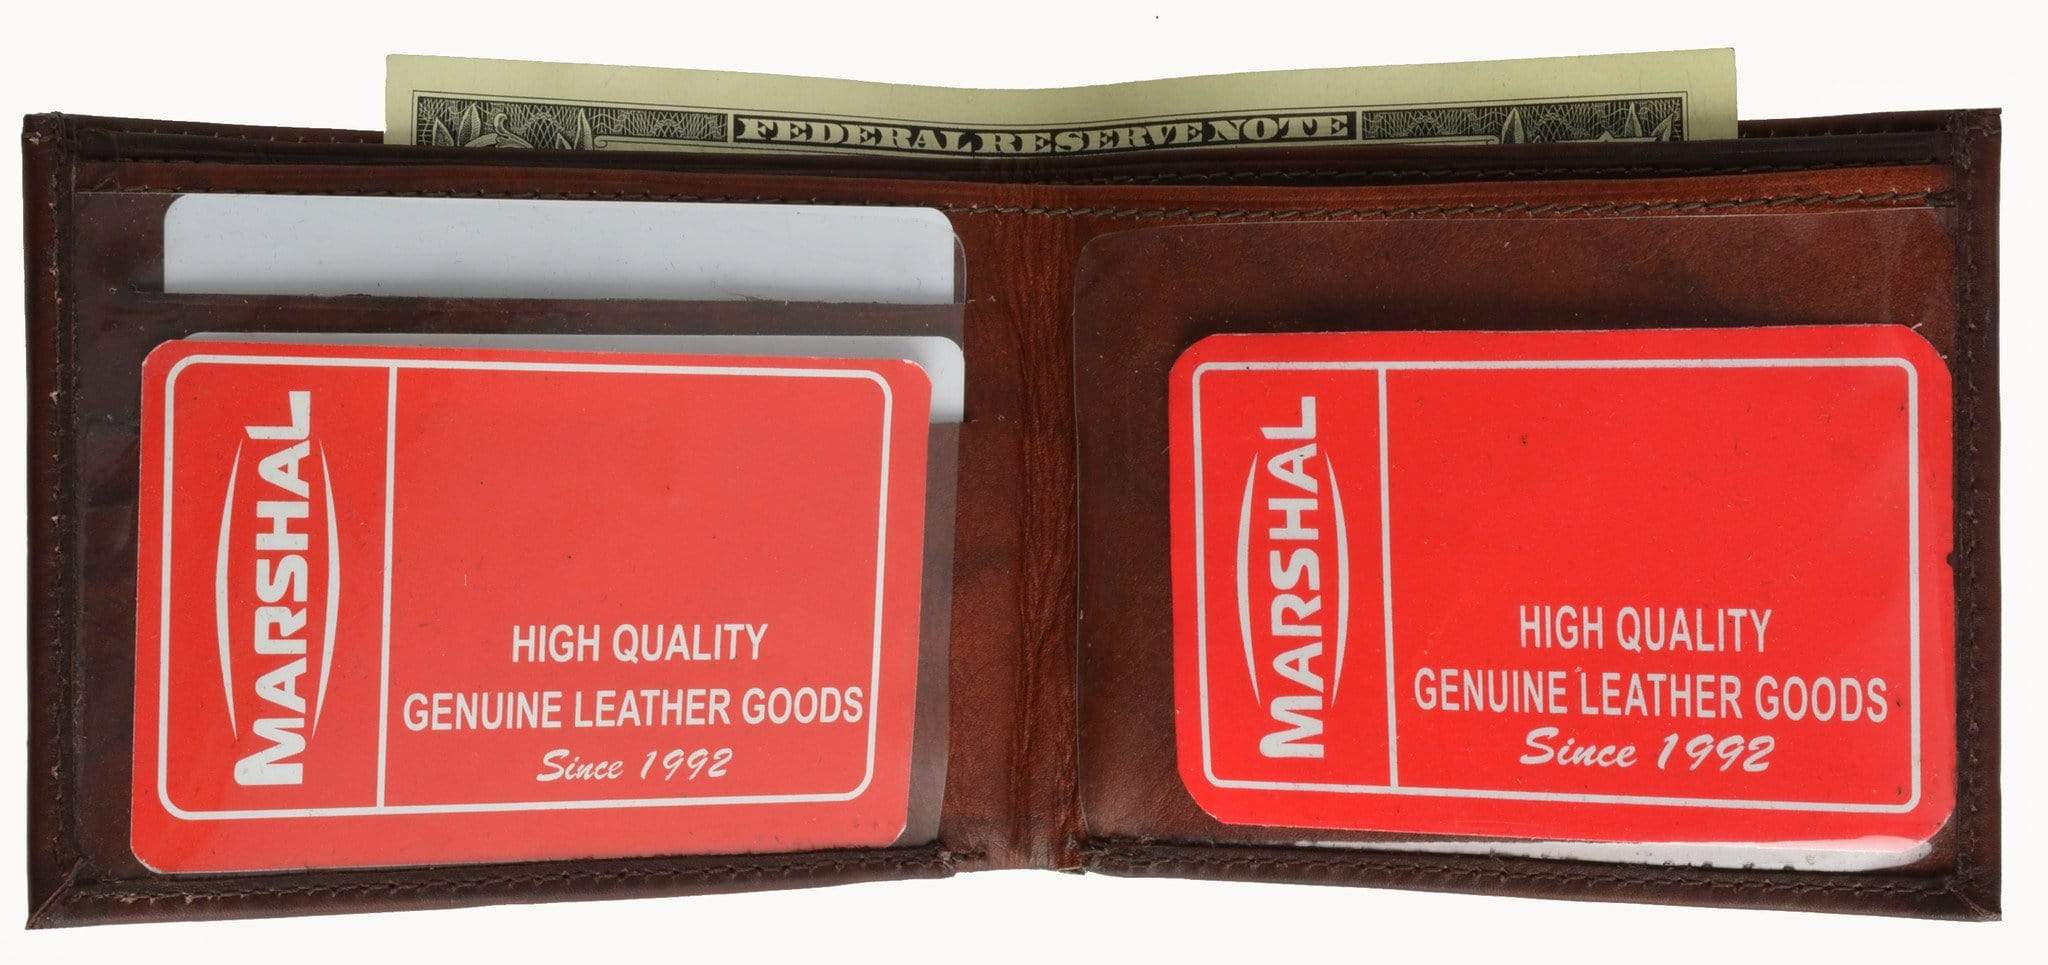 FEDERAL RESERVE NOTE
MARSHAL
HIGH QUALITY
GENUINE LEATHER GOODS
Since 1992
MARSHAL
HIGH QUALITY
GENUINE LEATHER GOODS
Since 1992